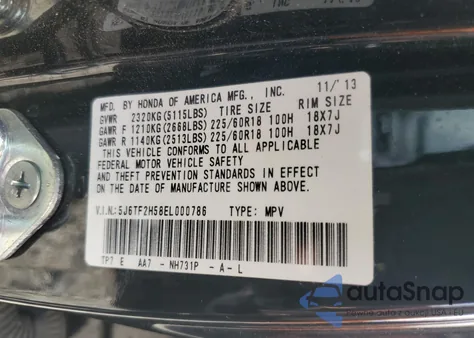 MFD. BY HONDA OF AMERICA MFG., INC. 11/'13
GVWR 2320KG(5115LBS) TIRE SIZE RIM SIZE
GAWR F 1210KG(2668LBS) 225/60R18 100H 18X7J
GAWR R 1140KG(2513LBS) 225/60R18 100H 18X7J
THIS VEHICLE CONFORMS TO ALL APPLICABLE
FEDERAL MOTOR VEHICLE SAFETY
AND THEFT PREVENTION STANDARDS IN EFFECT
ON THE DATE OF MANUFACTURE SHOWN ABOVE.
V.I.N.:5J6TF2H58EL000786 TYPE: MPV
TP7 E AA7 - NH731P - A - L
autoSnap